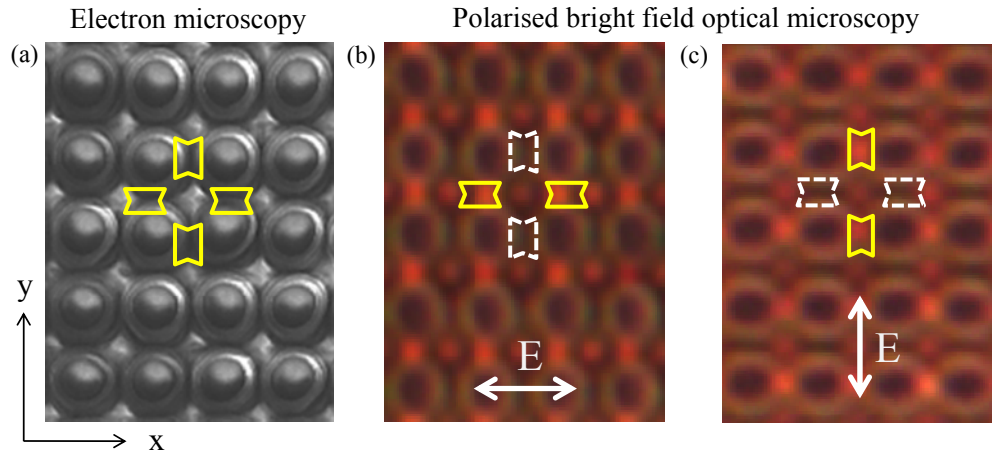 Electron microscopy
Polarised bright field optical microscopy
(a)
(b)
(c)
y
x
E
E